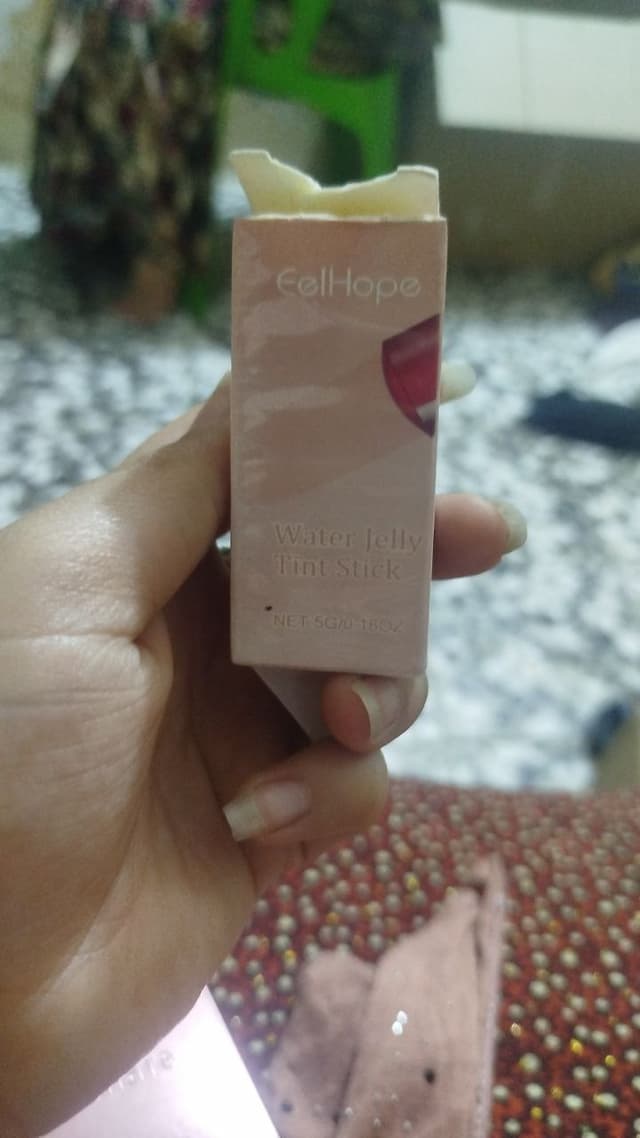 EelHope
Water Jelly
Tint Stick
NET 5G/0.18OZ